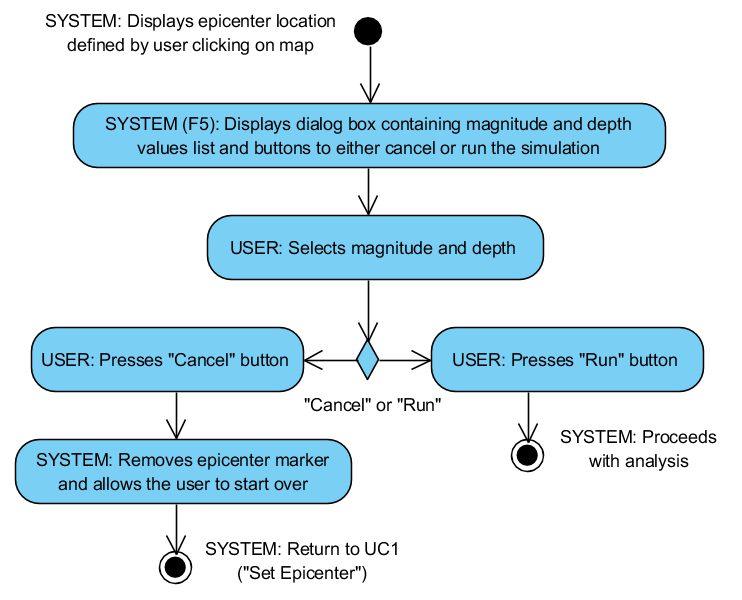 SYSTEM: Displays epicenter location
defined by user clicking on map
SYSTEM (F5): Displays dialog box containing magnitude and depth
values list and buttons to either cancel or run the simulation
USER: Selects magnitude and depth
USER: Presses "Cancel" button
USER: Presses "Run" button
"Cancel" or "Run"
SYSTEM: Proceeds
with analysis
SYSTEM: Removes epicenter marker
and allows the user to start over
SYSTEM: Return to UC1
("Set Epicenter")